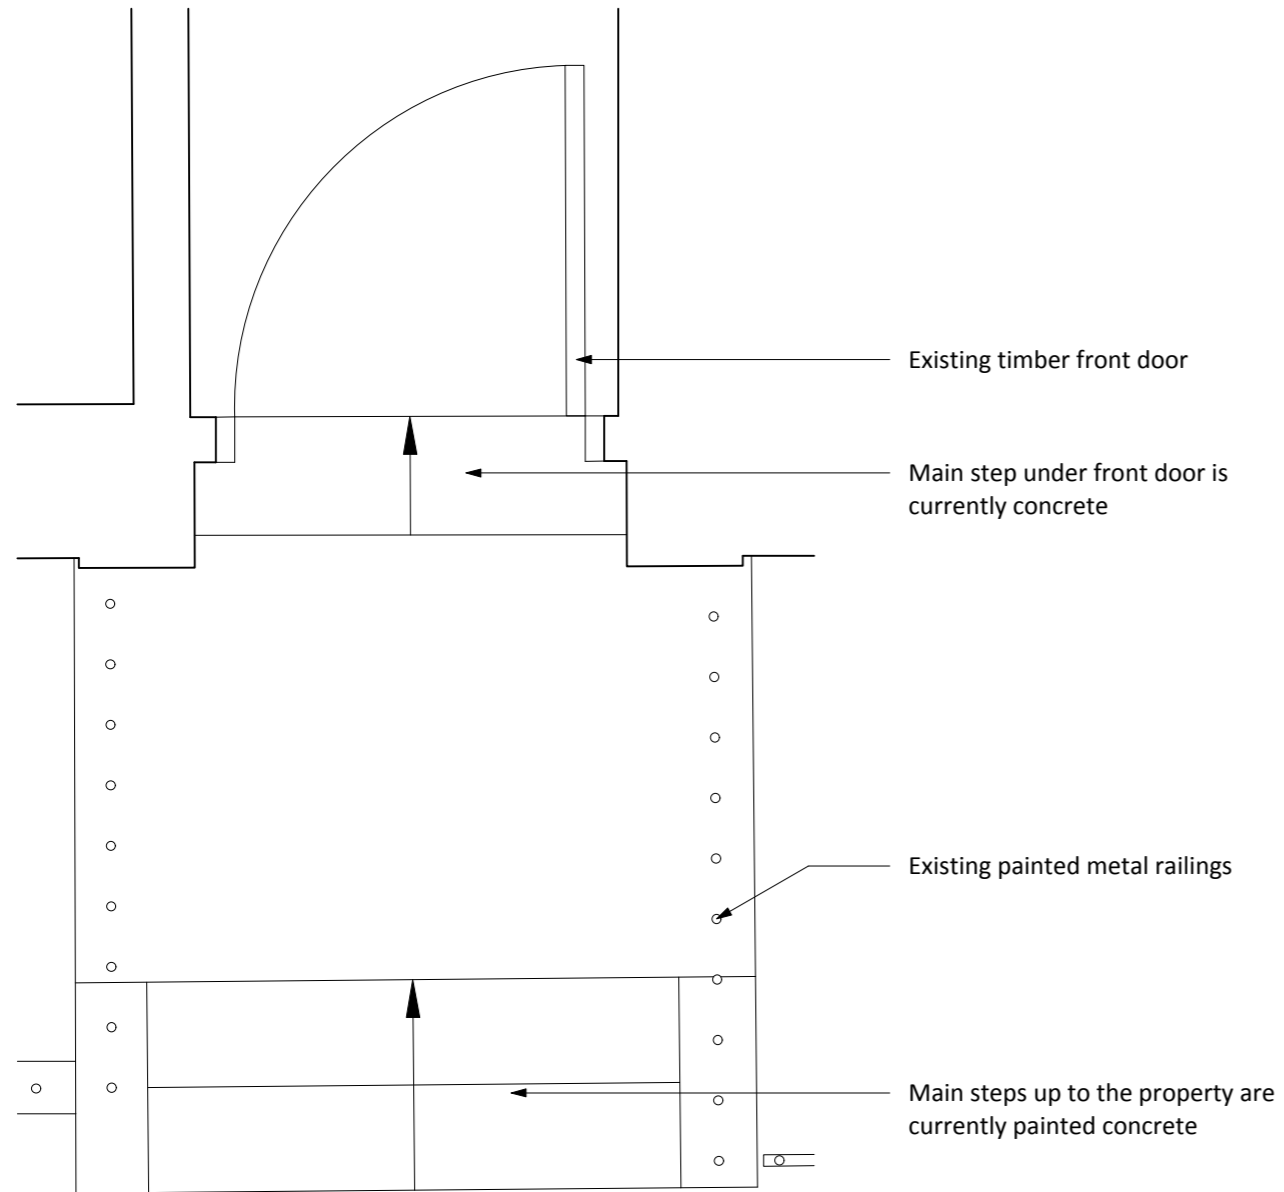 Existing timber front door
Main step under front door is
currently concrete
Existing painted metal railings
Main steps up to the property are
currently painted concrete